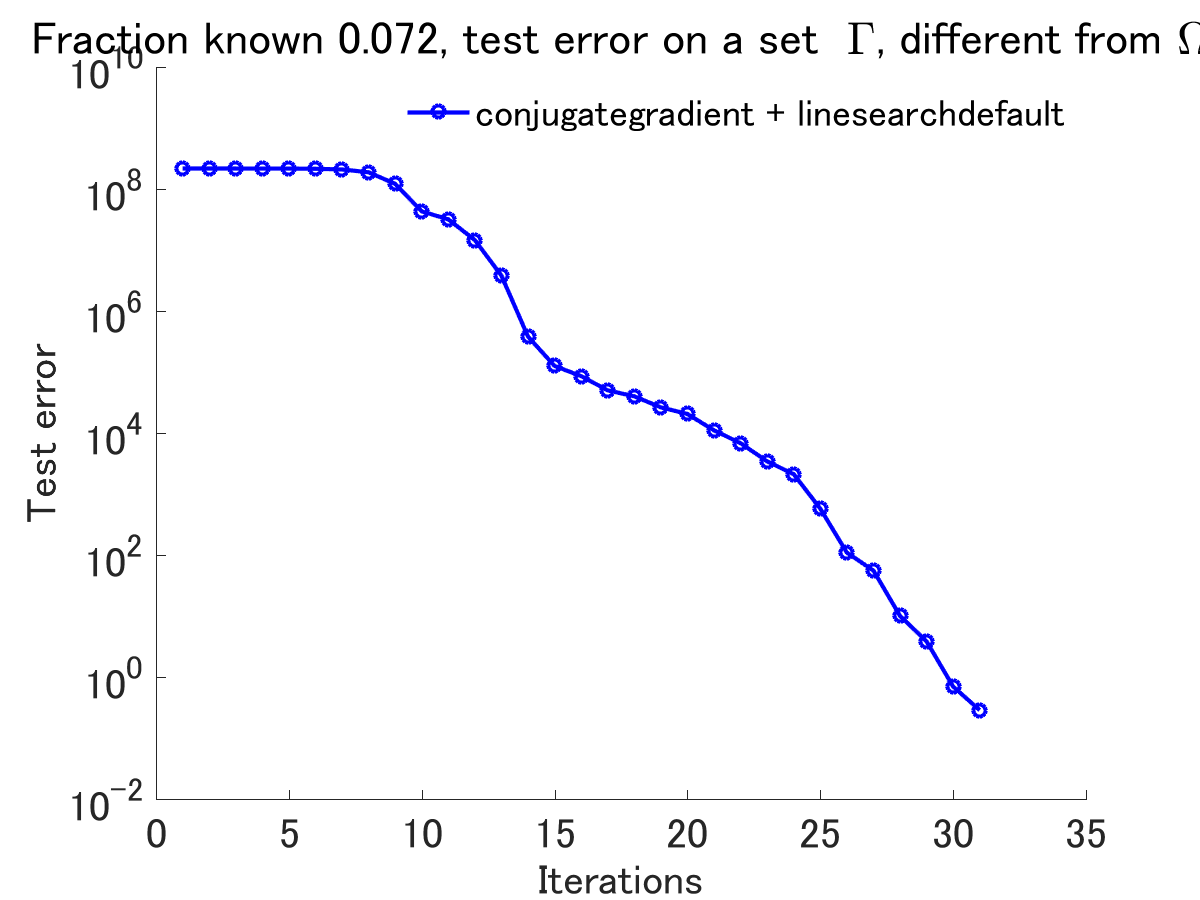 Fraction known 0.072, test error on a set Γ, different from Ω
10^10
conjugategradient + linesearchdefault
10^8
10^6
10^4
10^2
10^0
10^-2
Test error
0 5 10 15 20 25 30 35
Iterations